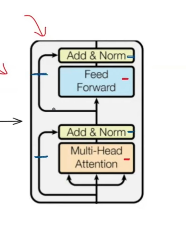 Add & Norm
Feed
Forward
Add & Norm
Multi-Head
Attention